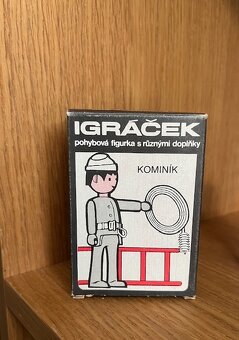 IGRÁČEK
pohybová figurka s různými doplňky
KOMINÍK